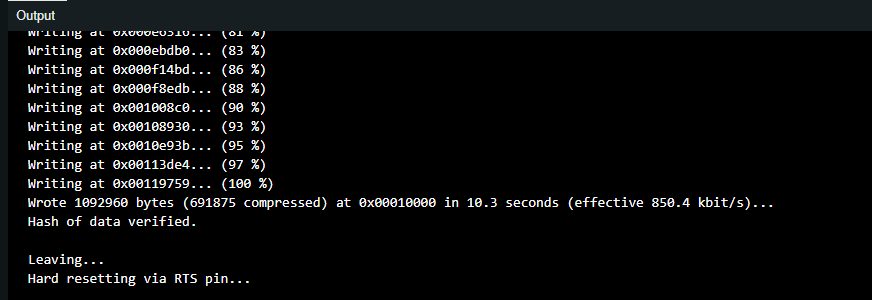 Output
Writing at 0x000e6316... (81 %)
Writing at 0x000ebdb0... (83 %)
Writing at 0x000f14bd... (86 %)
Writing at 0x000f8edb... (88 %)
Writing at 0x001008c0... (90 %)
Writing at 0x00108930... (93 %)
Writing at 0x0010e93b... (95 %)
Writing at 0x00113de4... (97 %)
Writing at 0x00119759... (100 %)
Wrote 1092960 bytes (691875 compressed) at 0x00010000 in 10.3 seconds (effective 850.4 kbit/s)...
Hash of data verified.
Leaving...
Hard resetting via RTS pin...